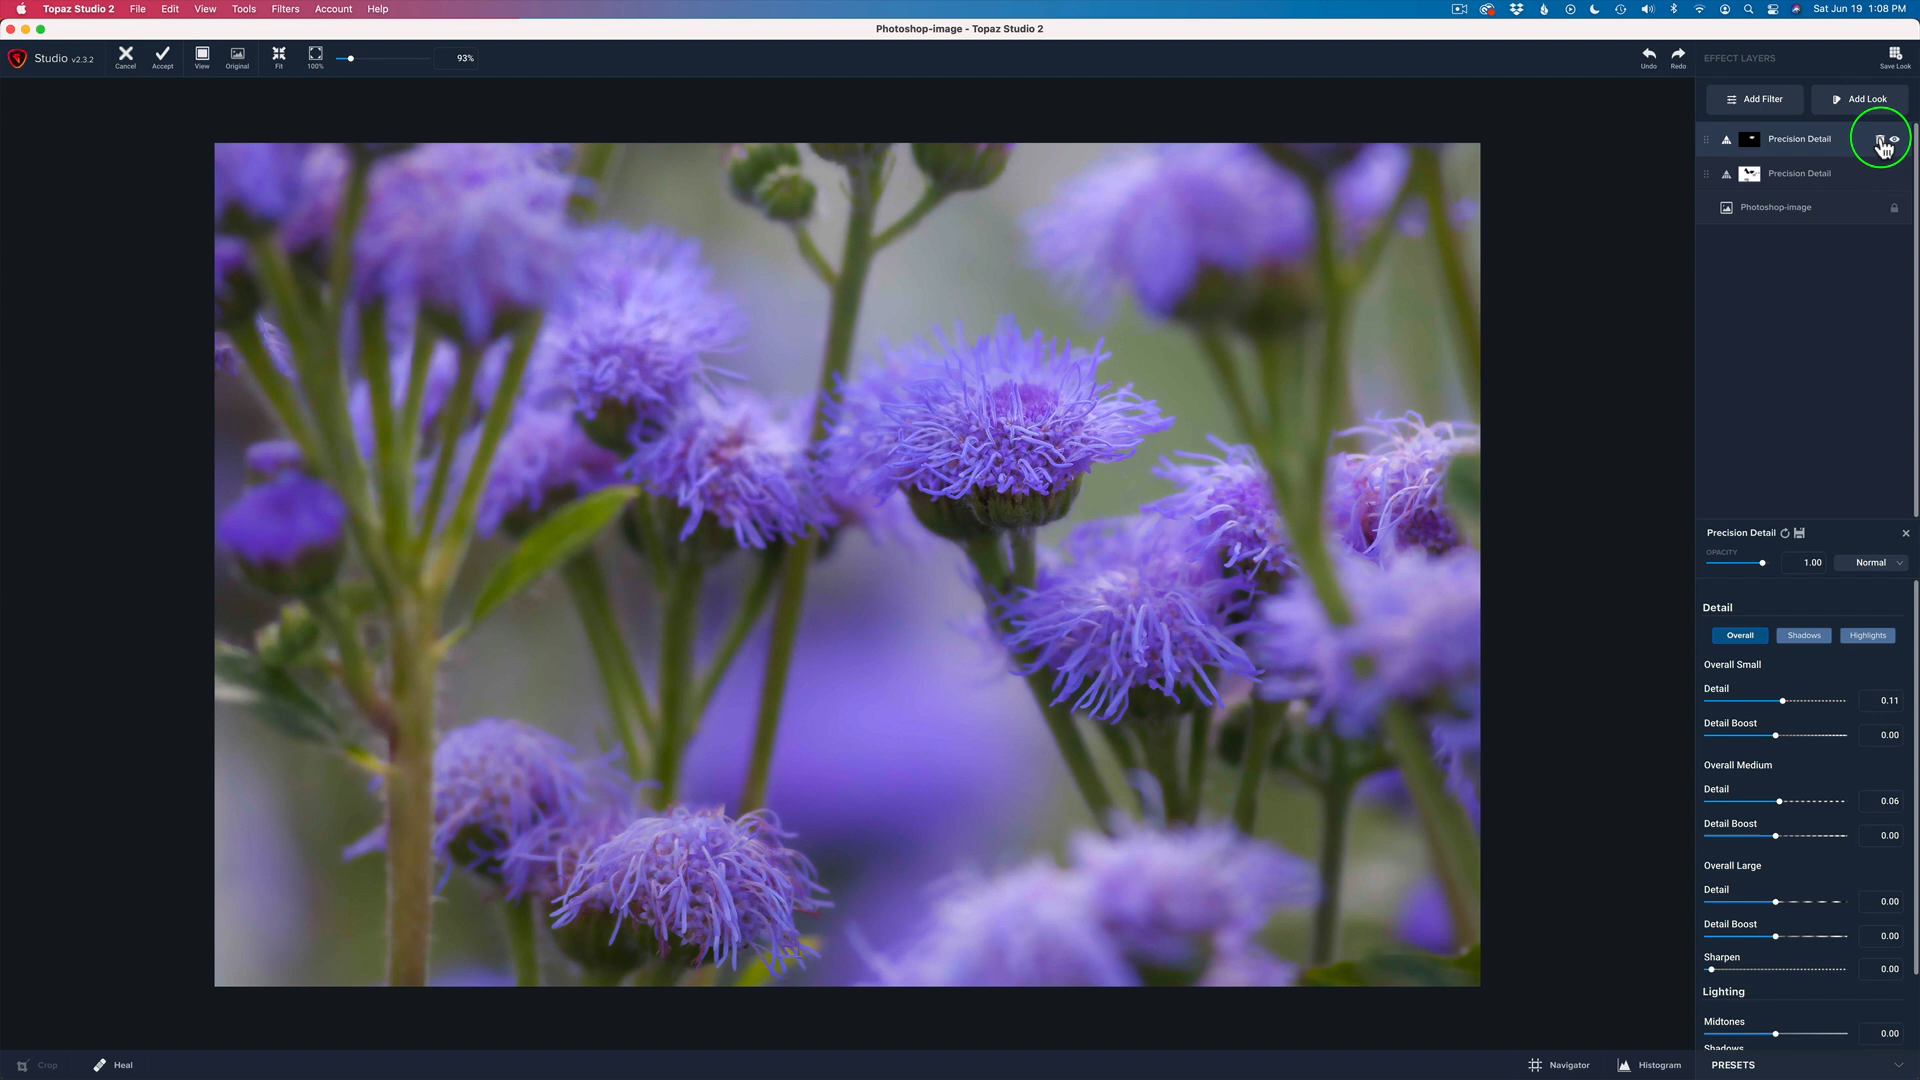 Topaz Studio 2 File Edit View Tools Filters Account Help Sat Jun 19 1:08 PM
Photoshop-image - Topaz Studio 2
Studio v2.3.2 Cancel Accept View Original Fit 100% 93% Undo Redo EFFECT LAYERS Save Look
Add Filter Add Look
Precision Detail
Precision Detail
Photoshop-image
Precision Detail
OPACITY
1.00 Normal
Detail
Overall Shadows Highlights
Overall Small
Detail
0.11
Detail Boost
0.00
Overall Medium
Detail
0.06
Detail Boost
0.00
Overall Large
Detail
0.00
Detail Boost
0.00
Sharpen
0.00
Lighting
Midtones
0.00
Shadows
Crop Heal Navigator Histogram PRESETS